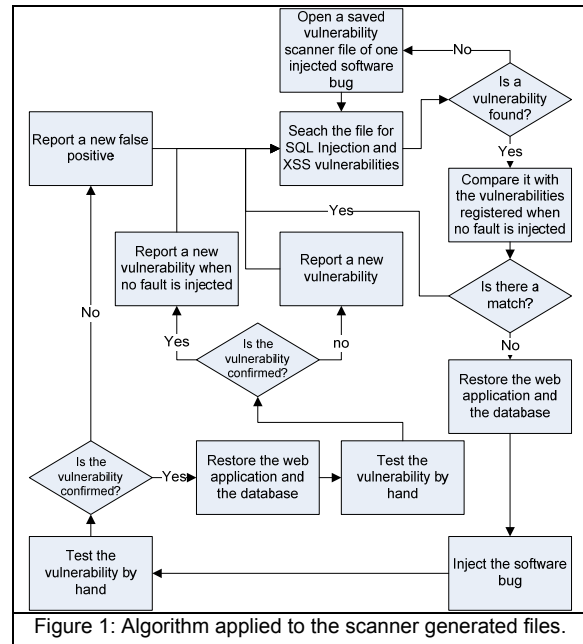 Open a saved
vulnerability
scanner file of one
injected software
bug
No
Is a
vulnerability
found?
Report a new false
positive
Seach the file for
SQL Injection and
XSS vulnerabilities
Yes
Compare it with
the vulnerabilities
registered when
no fault is injected
Yes
Report a new
vulnerability when
no fault is injected
Report a new
vulnerability
Is there a
match?
No
No
Yes
Is the
vulnerability
confirmed?
no
Restore the web
application and
the database
Is the
vulnerability
confirmed?
Yes
Restore the web
application and
the database
Test the
vulnerability by
hand
Test the
vulnerability by
hand
Inject the software
bug
Figure 1: Algorithm applied to the scanner generated files.